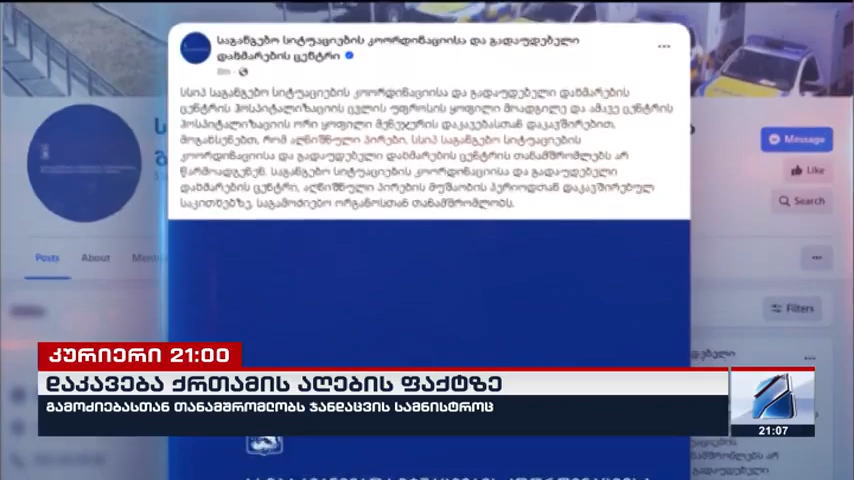 საგანგებო სიტუაციების კოორდინაციისა და გადაუდებელი
დახმარების ცენტრი
სსიპ საგანგებო სიტუაციების კოორდინაციისა და გადაუდებელი დახმარების
ცენტრის ჰოსპიტალიზაციის ცვლის უფროსის ყოფილი მოადგილე და ამავე ცენტრის
ჰოსპიტალიზაციის ორი ყოფილი მენეჯერის დაკავებასთან დაკავშირებით,
მოგახსენებთ, რომ აღნიშნული პირები, სსიპ საგანგებო სიტუაციების
კოორდინაციისა და გადაუდებელი დახმარების ცენტრის თანამშრომლებს არ
წარმოადგენენ. საგანგებო სიტუაციების კოორდინაციისა და გადაუდებელი
დახმარების ცენტრი, აღნიშნული პირების მუშაობის პერიოდთან დაკავშირებულ
საკითხებზე, საგამოძიებო ორგანოსთან თანამშრომლობს.
Message
Like
Search
Posts About
Filters
კურიერი 21:00
დაკავება ქრთამის აღების ფაქტზე
გამოძიებასთან თანამშრომლობს ჯანდაცვის სამინისტროც
21:07